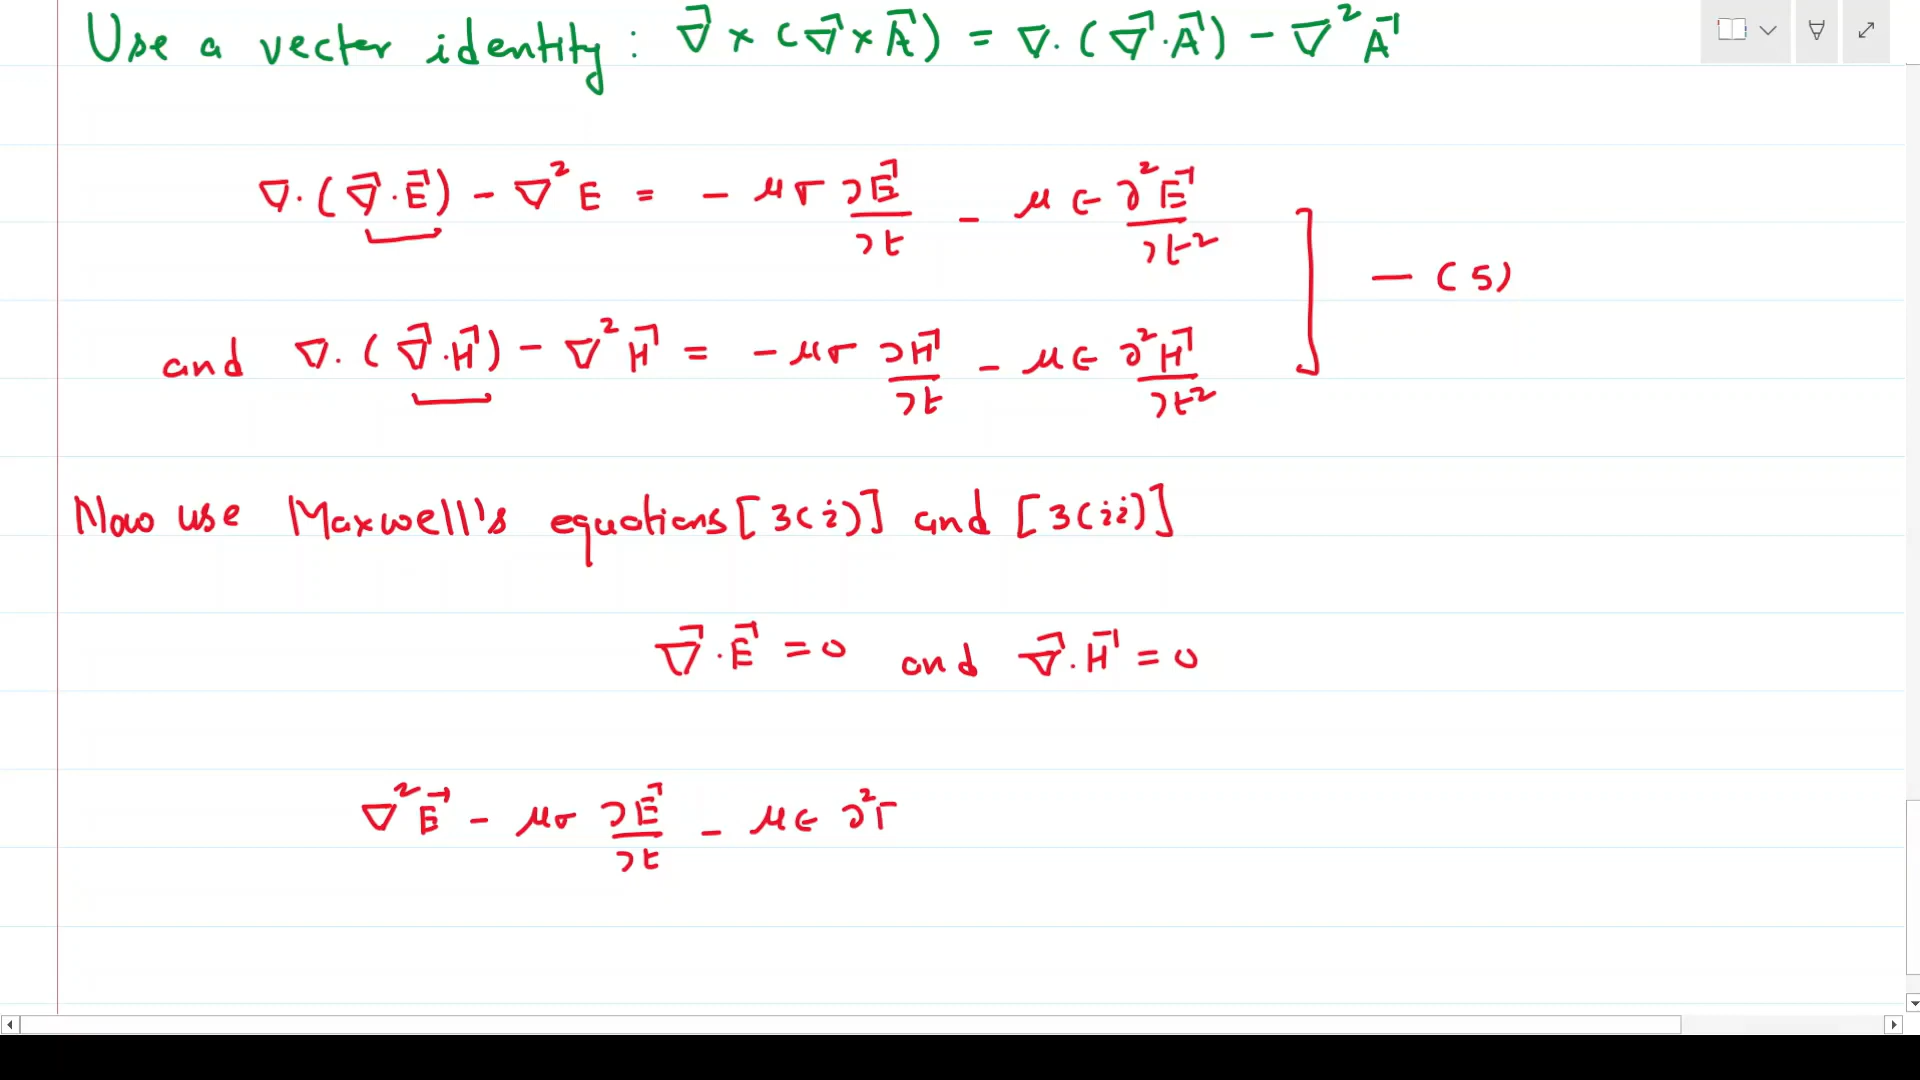 Use a vector identity : ∇⃗ × (∇⃗ × A⃗) = ∇·(∇⃗·A⃗) − ∇²A⃗
∇·(∇⃗·E⃗) − ∇²E = − μσ ∂E⃗/∂t − μϵ ∂²E⃗/∂t²
— (5)
and ∇·(∇⃗·H⃗) − ∇²H⃗ = − μσ ∂H⃗/∂t − μϵ ∂²H⃗/∂t²
Now use Maxwell's equations [3(i)] and [3(ii)]
∇⃗·E⃗ = 0 and ∇⃗·H⃗ = 0
∇²E⃗ − μσ ∂E⃗/∂t − μϵ ∂²